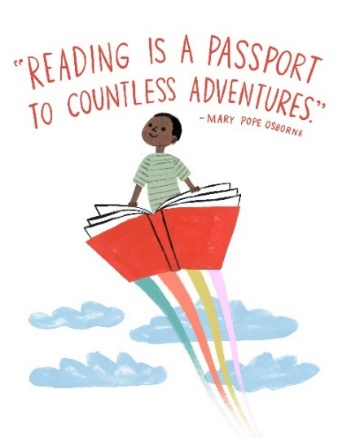 “READING IS A PASSPORT
TO COUNTLESS ADVENTURES.”
-MARY POPE OSBORNE